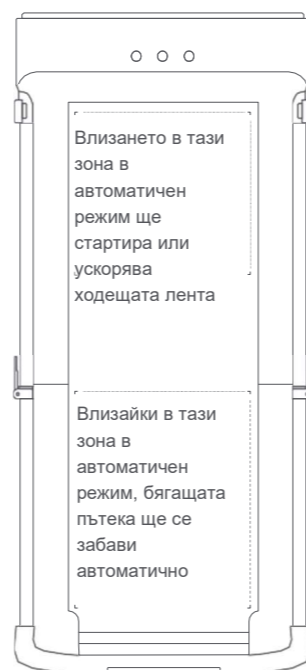 Влизането в тази
зона в
автоматичен
режим ще
стартира или
ускорява
ходещата лента
Влизайки в тази
зона в
автоматичен
режим, бягащата
пътека ще се
забави
автоматично